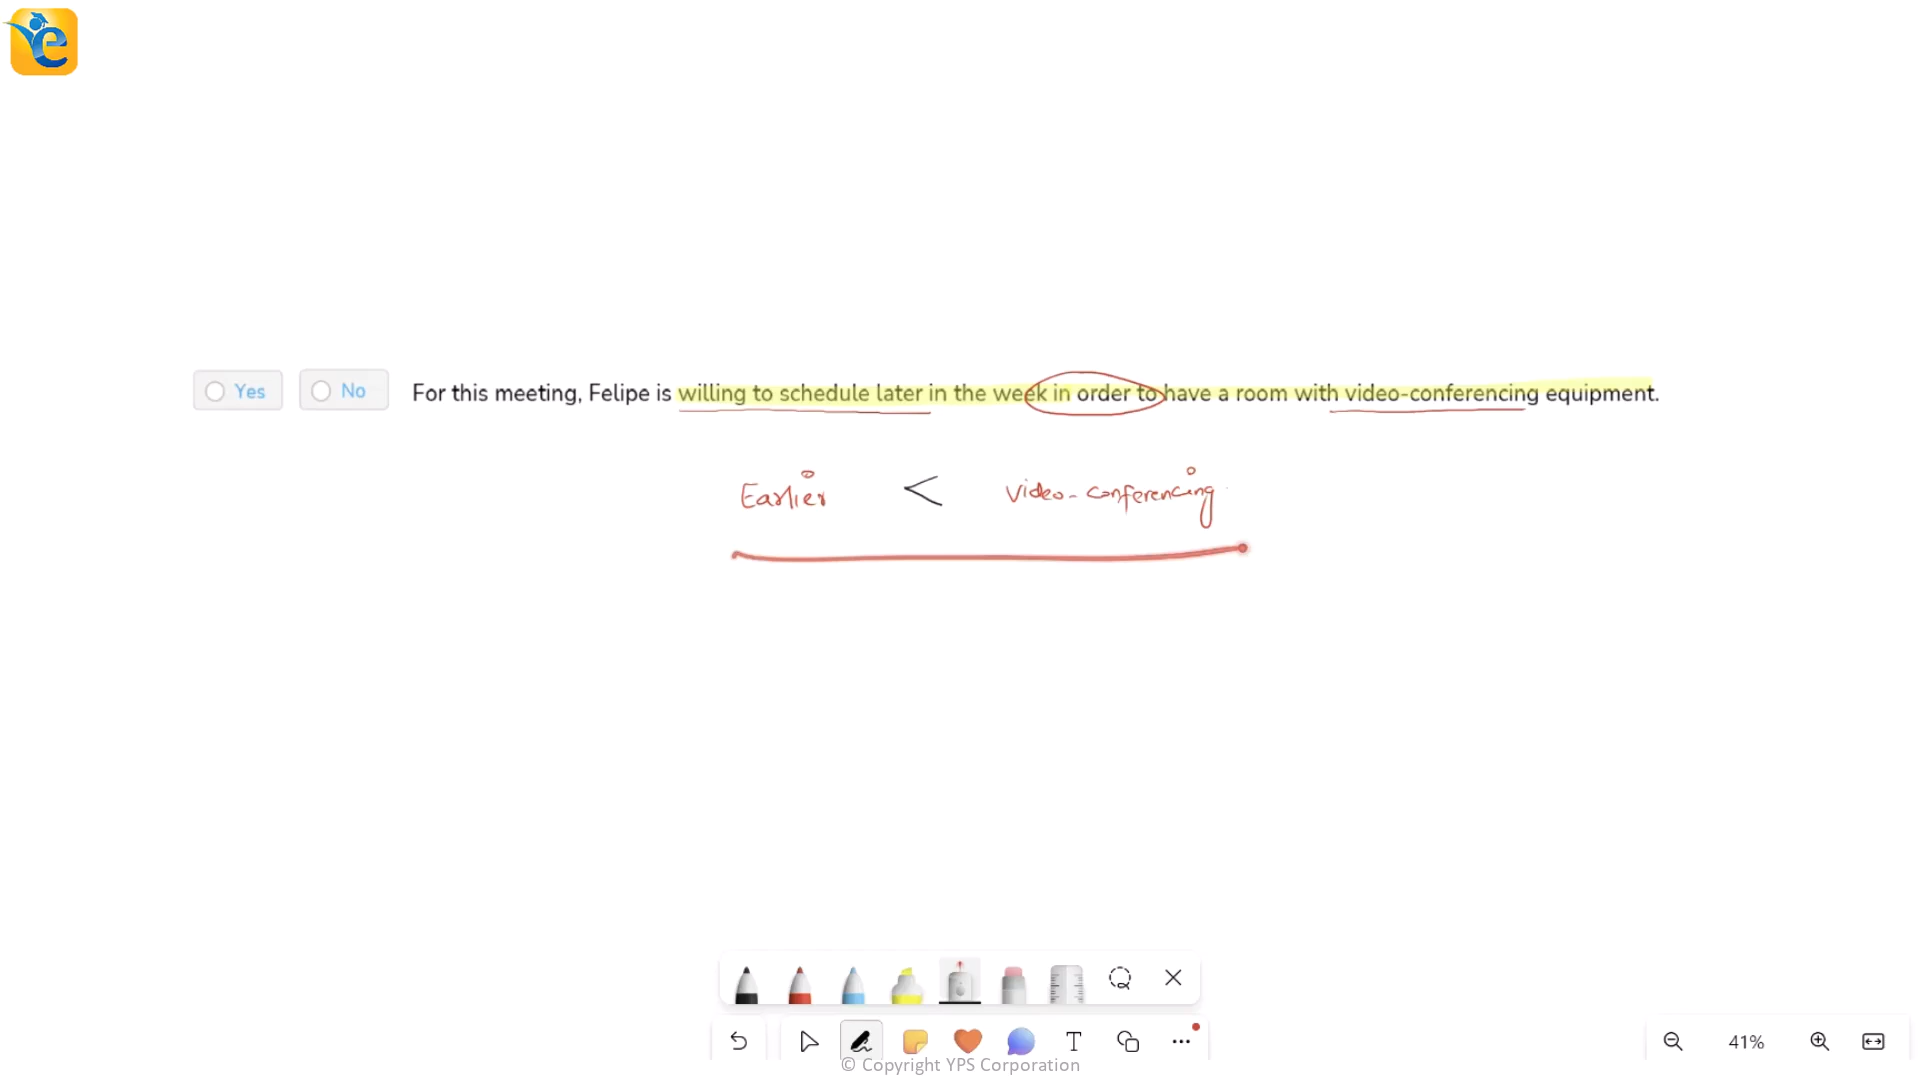 Yes No For this meeting, Felipe is willing to schedule later in the week in order to have a room with video-conferencing equipment.
Earlier < Video-conferencing
41%
© Copyright YPS Corporation